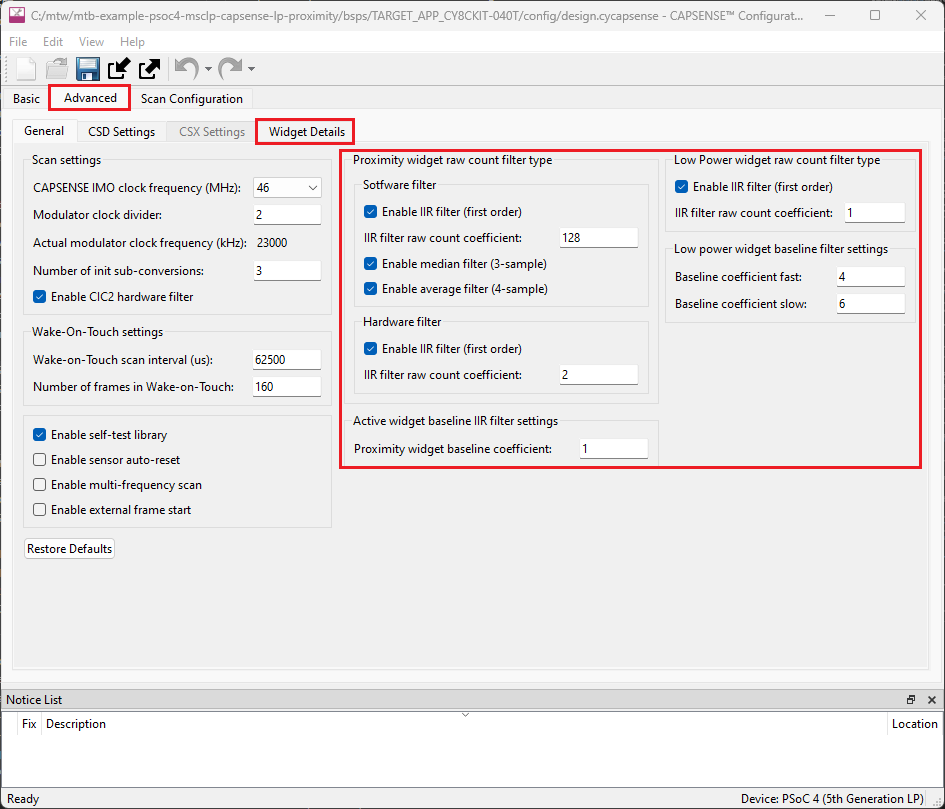 C:/mtw/mtb-example-psoc4-msclp-capsense-lp-proximity/bsps/TARGET_APP_CY8CKIT-040T/config/design.cycapsense - CAPSENSE™ Configurat...
File Edit View Help
Basic Advanced Scan Configuration
General CSD Settings CSX Settings Widget Details
Scan settings
CAPSENSE IMO clock frequency (MHz): 46
Modulator clock divider: 2
Actual modulator clock frequency (kHz): 23000
Number of init sub-conversions: 3
Enable CIC2 hardware filter
Wake-On-Touch settings
Wake-on-Touch scan interval (us): 62500
Number of frames in Wake-on-Touch: 160
Enable self-test library
Enable sensor auto-reset
Enable multi-frequency scan
Enable external frame start
Restore Defaults
Proximity widget raw count filter type
Software filter
Enable IIR filter (first order)
IIR filter raw count coefficient: 128
Enable median filter (3-sample)
Enable average filter (4-sample)
Hardware filter
Enable IIR filter (first order)
IIR filter raw count coefficient: 2
Active widget baseline IIR filter settings
Proximity widget baseline coefficient: 1
Low Power widget raw count filter type
Enable IIR filter (first order)
IIR filter raw count coefficient: 1
Low power widget baseline filter settings
Baseline coefficient fast: 4
Baseline coefficient slow: 6
Notice List
Fix Description Location
Ready Device: PSoC 4 (5th Generation LP)